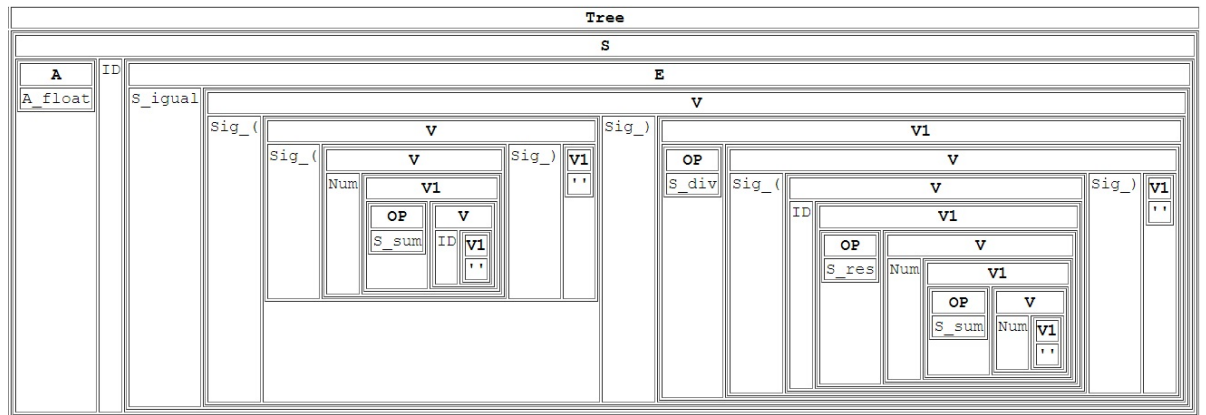 Tree
S
A ID E
A_float S_igual V
Sig_( V Sig_) V1
Sig_( V Sig_) V1 OP V
Num V1 '' S_div Sig_( V Sig_) V1
OP V ID V1 ''
S_sum ID V1 OP V
'' S_res Num V1
OP V
S_sum Num V1
''